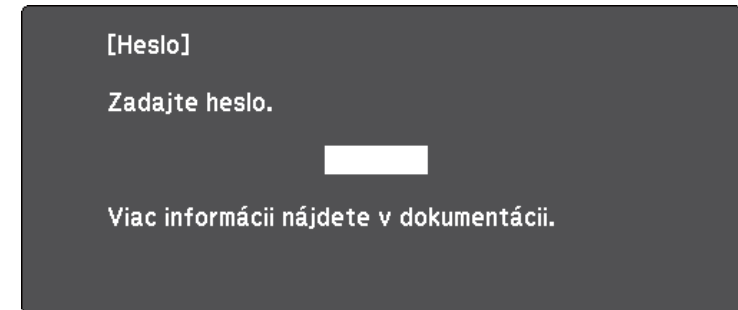 [Heslo]
Zadajte heslo.
Viac informácii nájdete v dokumentácii.